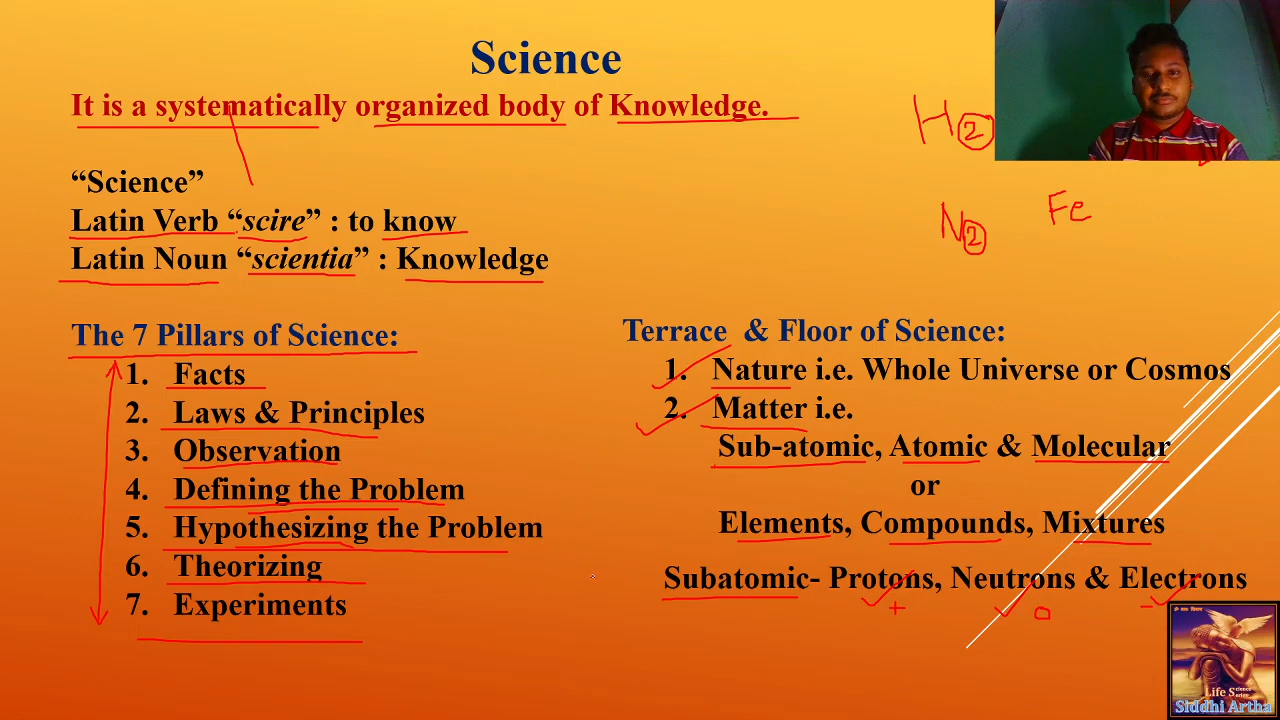 Science
It is a systematically organized body of Knowledge.
H2
“Science”
N2
Fe
Latin Verb “scire” : to know
Latin Noun “scientia” : Knowledge
The 7 Pillars of Science:
1. Facts
2. Laws & Principles
3. Observation
4. Defining the Problem
5. Hypothesizing the Problem
6. Theorizing
7. Experiments
Terrace & Floor of Science:
1. Nature i.e. Whole Universe or Cosmos
2. Matter i.e.
Sub-atomic, Atomic & Molecular
or
Elements, Compounds, Mixtures
Subatomic- Protons, Neutrons & Electrons
+ 0 -
Life Science
Series
Siddhi Artha